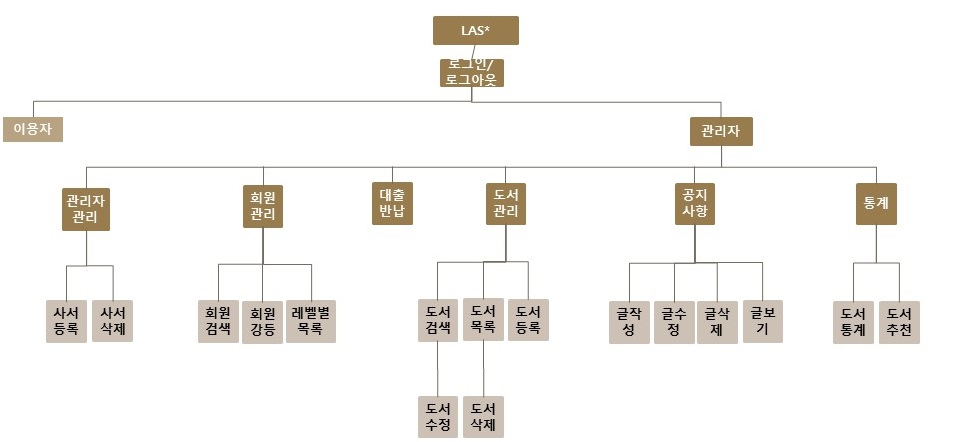 LAS*
로그인/
로그아웃
이용자
관리자
관리자
관리
회원
관리
대출
반납
도서
관리
공지
사항
통계
사서
등록
사서
삭제
회원
검색
회원
강등
레벨별
목록
도서
검색
도서
목록
도서
등록
글작
성
글수
정
글삭
제
글보
기
도서
통계
도서
추천
도서
수정
도서
삭제